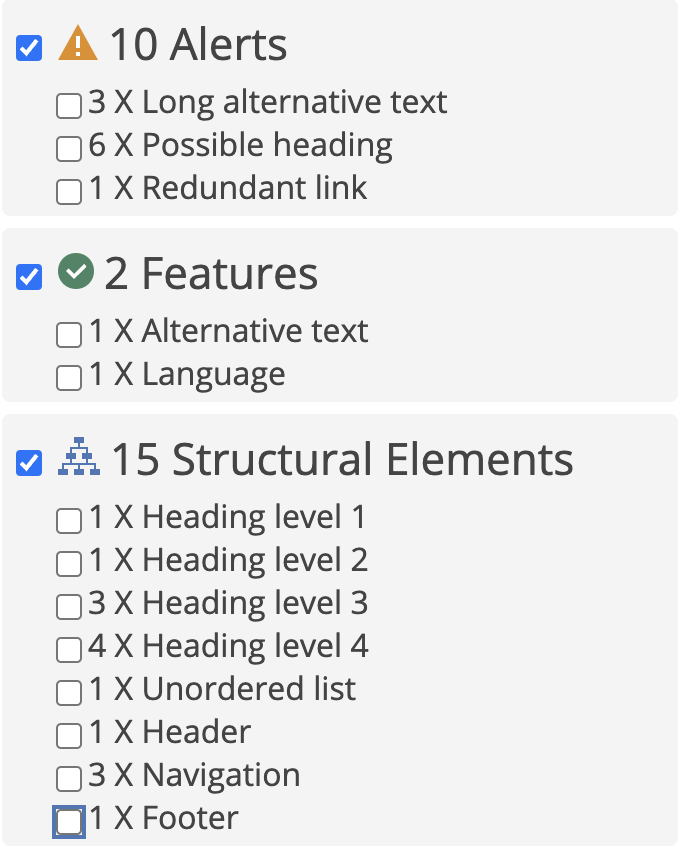 10 Alerts
3 X Long alternative text
6 X Possible heading
1 X Redundant link
2 Features
1 X Alternative text
1 X Language
15 Structural Elements
1 X Heading level 1
1 X Heading level 2
3 X Heading level 3
4 X Heading level 4
1 X Unordered list
1 X Header
3 X Navigation
1 X Footer